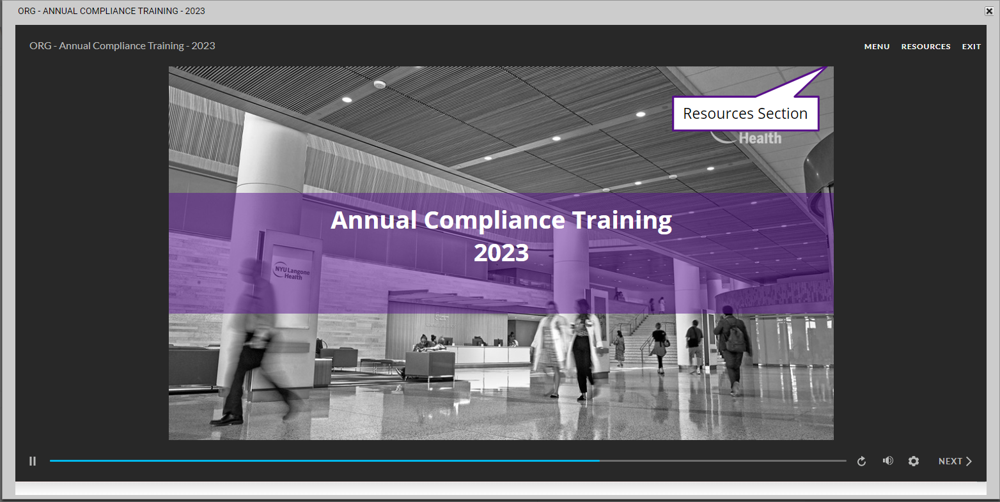 ORG - ANNUAL COMPLIANCE TRAINING - 2023
ORG - Annual Compliance Training - 2023
MENU RESOURCES EXIT
Resources Section
Health
Annual Compliance Training
2023
NYU Langone
Health
NEXT